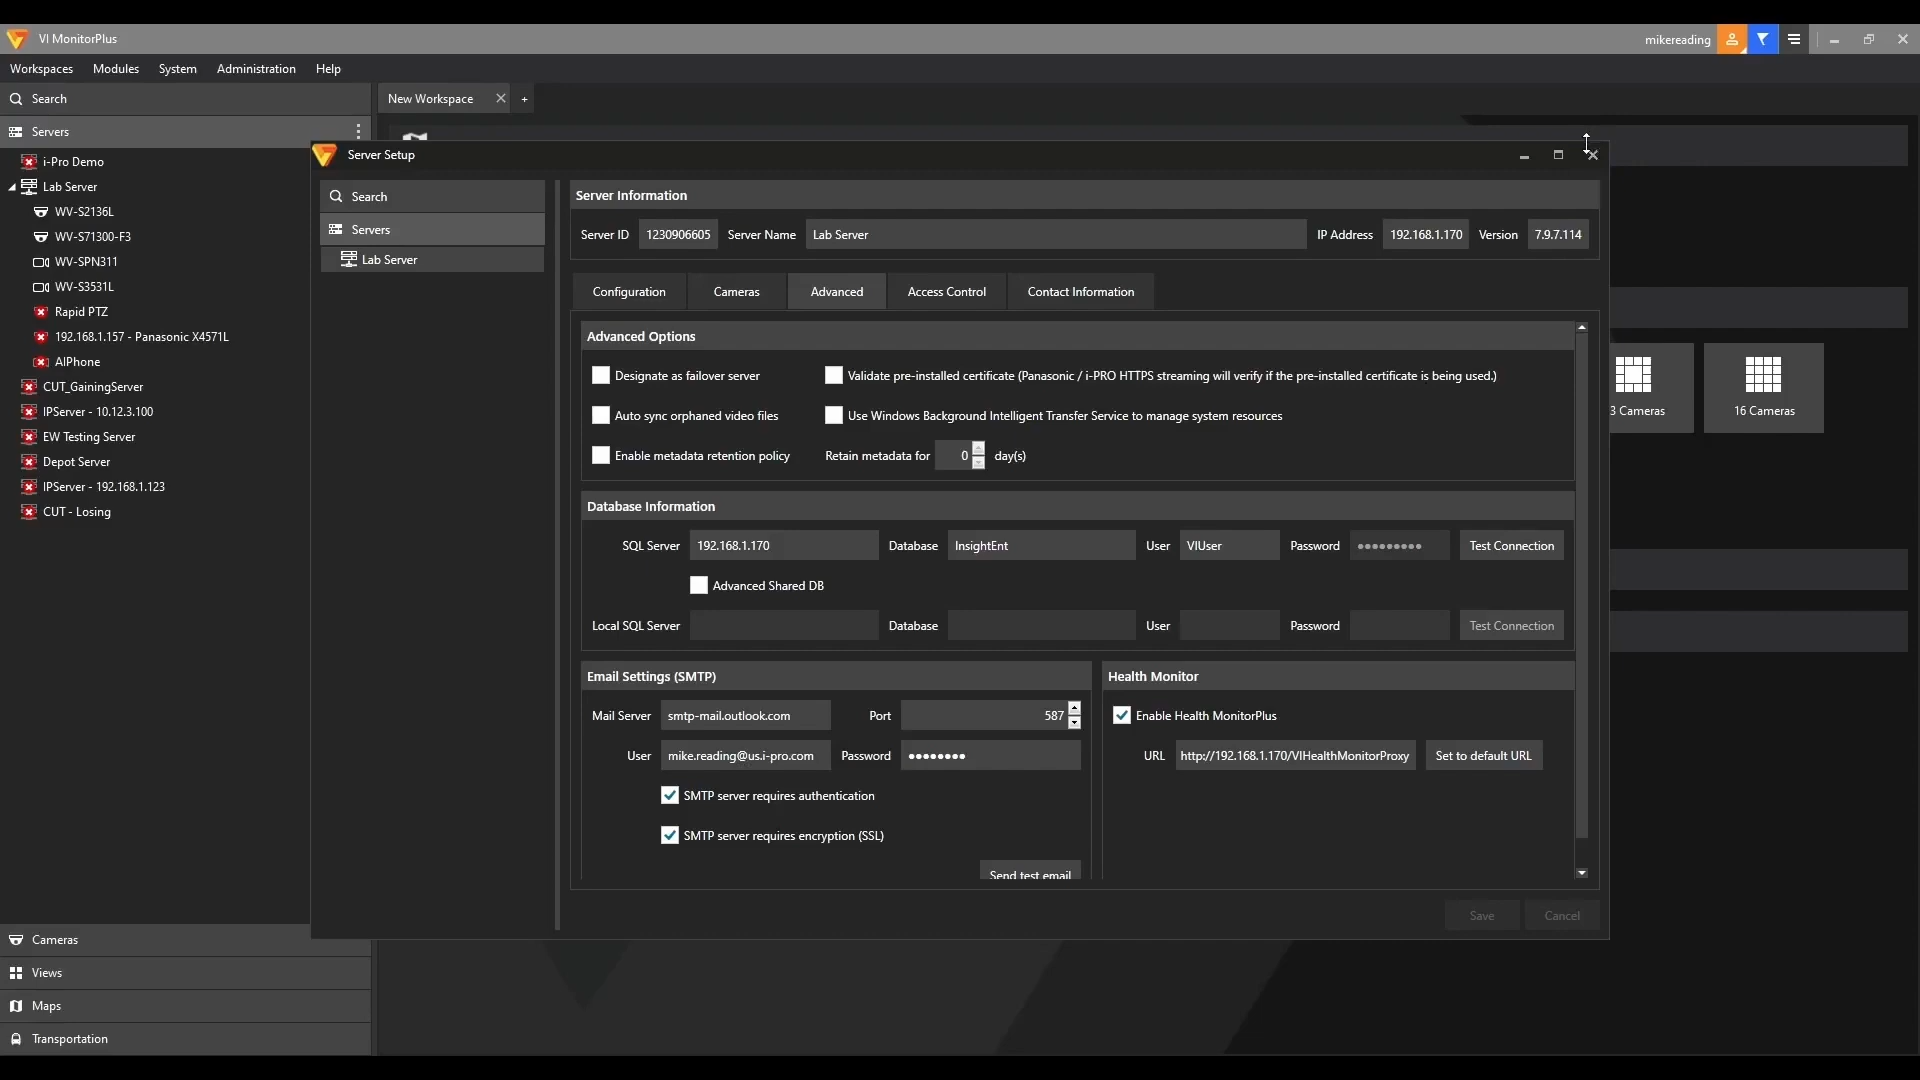 VI MonitorPlus
mikereading
Workspaces Modules System Administration Help
Search
New Workspace
+
Servers
i-Pro Demo
Lab Server
WV-S2136L
WV-S71300-F3
WV-SPN311
WV-S3531L
Rapid PTZ
192.168.1.157 - Panasonic X4571L
AIPhone
CUT_GainingServer
IPServer - 10.12.3.100
EW Testing Server
Depot Server
IPServer - 192.168.1.123
CUT - Losing
Cameras
Views
Maps
Transportation
Server Setup
Search
Servers
Lab Server
Server Information
Server ID 1230906605 Server Name Lab Server IP Address 192.168.1.170 Version 7.9.7.114
Configuration Cameras Advanced Access Control Contact Information
Advanced Options
Designate as failover server Validate pre-installed certificate (Panasonic / i-PRO HTTPS streaming will verify if the pre-installed certificate is being used.)
Auto sync orphaned video files Use Windows Background Intelligent Transfer Service to manage system resources
Enable metadata retention policy Retain metadata for 0 day(s)
Database Information
SQL Server 192.168.1.170 Database InsightEnt User VIUser Password ●●●●●●●●● Test Connection
Advanced Shared DB
Local SQL Server Database User Password Test Connection
Email Settings (SMTP)
Mail Server smtp-mail.outlook.com Port 587
User mike.reading@us.i-pro.com Password ●●●●●●●●
SMTP server requires authentication
SMTP server requires encryption (SSL)
Send test email
Health Monitor
Enable Health MonitorPlus
URL http://192.168.1.170/VIHealthMonitorProxy Set to default URL
Save Cancel
3 Cameras
16 Cameras